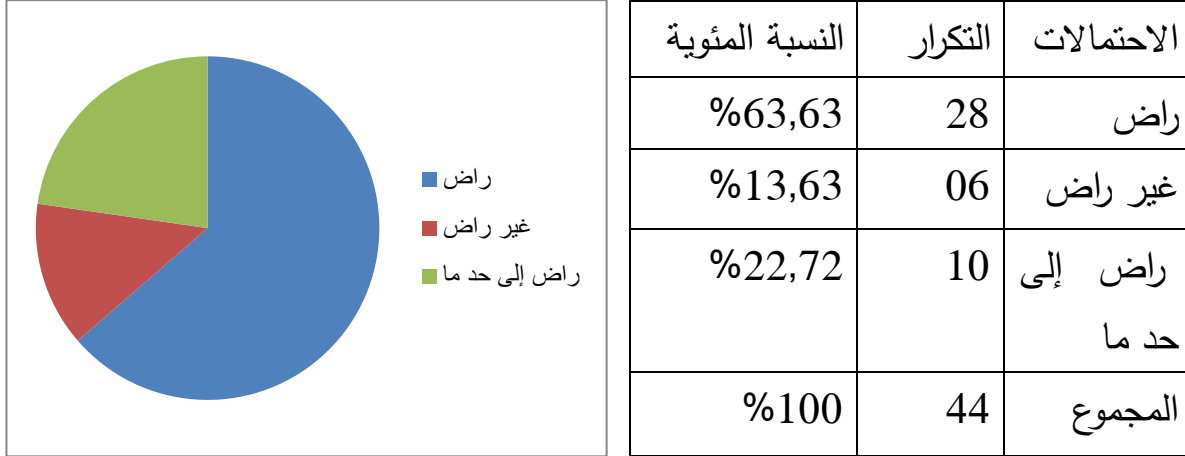 الاحتمالات التكرار النسبة المئوية
راض 28 63,63%
غير راض 06 13,63%
راض إلى 10 22,72%
حد ما
المجموع 44 100%
راض
غير راض
راض إلى حد ما